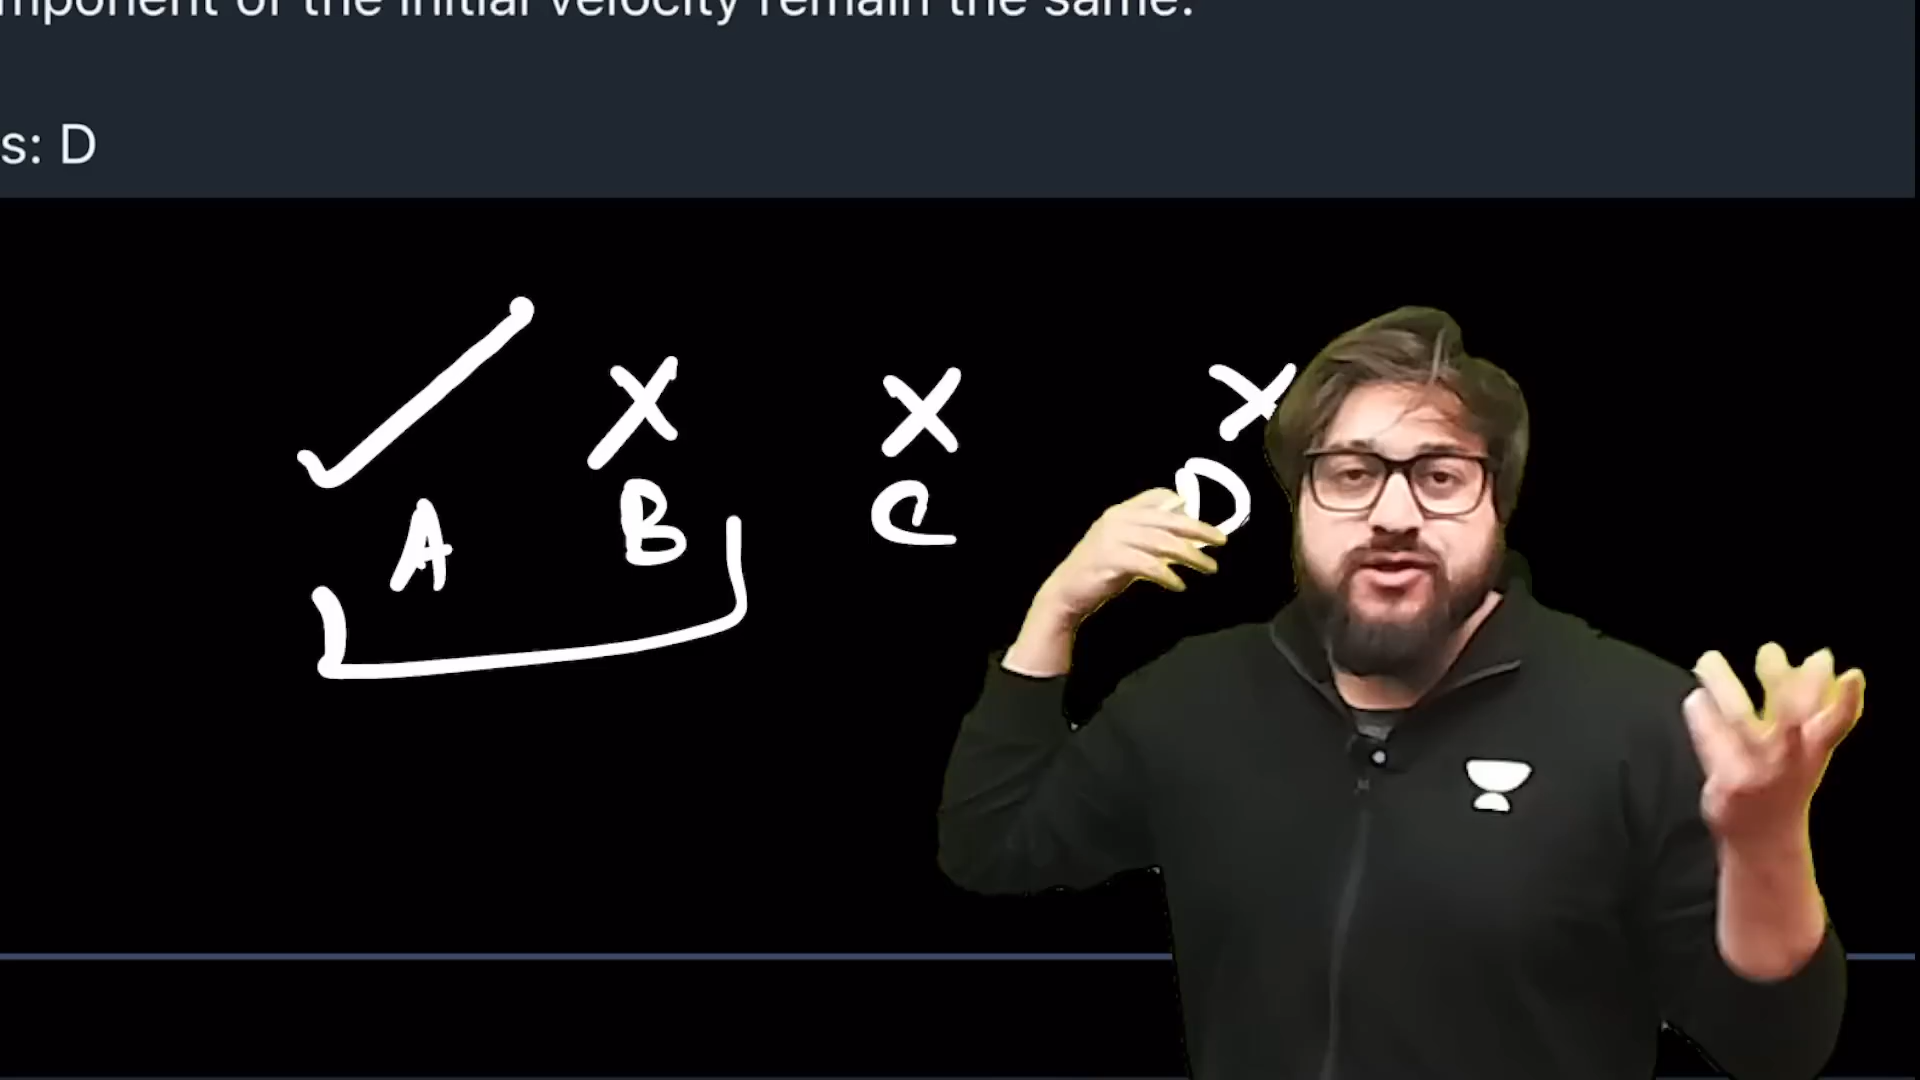 mponent of the initial velocity remain the same.
s: D
X X X
A B C D